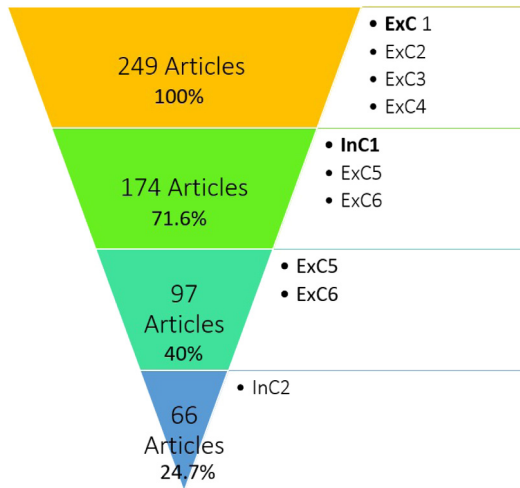 249 Articles
100%
• ExC 1
• ExC2
• ExC3
• ExC4
174 Articles
71.6%
• InC1
• ExC5
• ExC6
97
Articles
40%
• ExC5
• ExC6
66
Articles
24.7%
• InC2